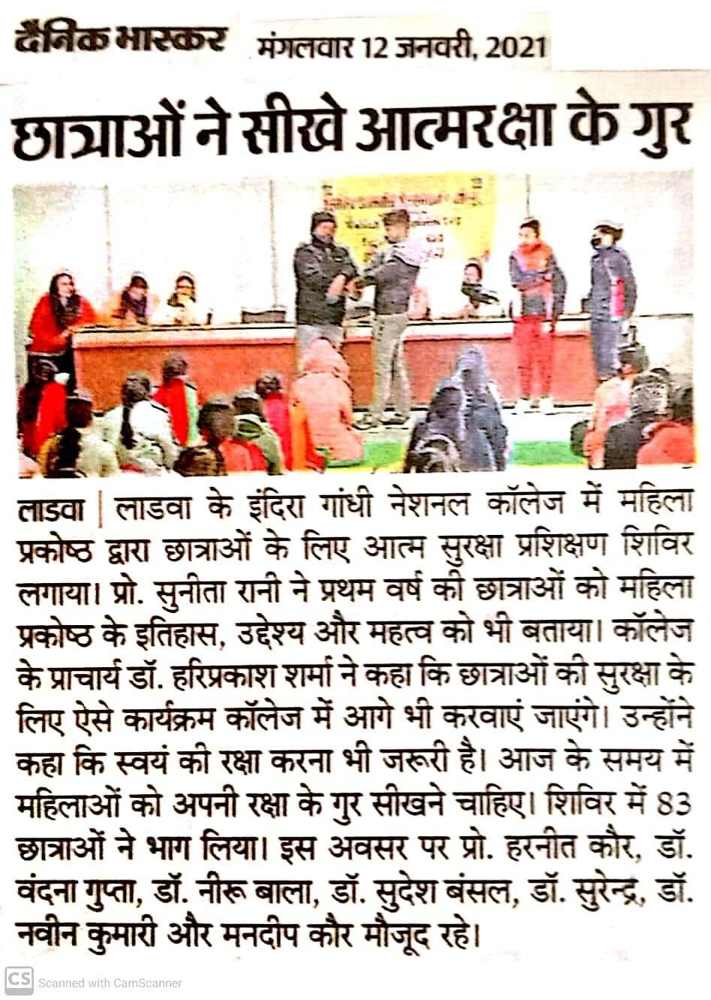 दैनिक भास्कर मंगलवार 12 जनवरी, 2021
छात्राओं ने सीखे आत्मरक्षा के गुर
लाडवा | लाडवा के इंदिरा गांधी नेशनल कॉलेज में महिला
प्रकोष्ठ द्वारा छात्राओं के लिए आत्म सुरक्षा प्रशिक्षण शिविर
लगाया। प्रो. सुनीता रानी ने प्रथम वर्ष की छात्राओं को महिला
प्रकोष्ठ के इतिहास, उद्देश्य और महत्व को भी बताया। कॉलेज
के प्राचार्य डॉ. हरिप्रकाश शर्मा ने कहा कि छात्राओं की सुरक्षा के
लिए ऐसे कार्यक्रम कॉलेज में आगे भी करवाएं जाएंगे। उन्होंने
कहा कि स्वयं की रक्षा करना भी जरूरी है। आज के समय में
महिलाओं को अपनी रक्षा के गुर सीखने चाहिए। शिविर में 83
छात्राओं ने भाग लिया। इस अवसर पर प्रो. हरनीत कौर, डॉ.
वंदना गुप्ता, डॉ. नीरू बाला, डॉ. सुदेश बंसल, डॉ. सुरेन्द्र, डॉ.
नवीन कुमारी और मनदीप कौर मौजूद रहे।
CS Scanned with CamScanner